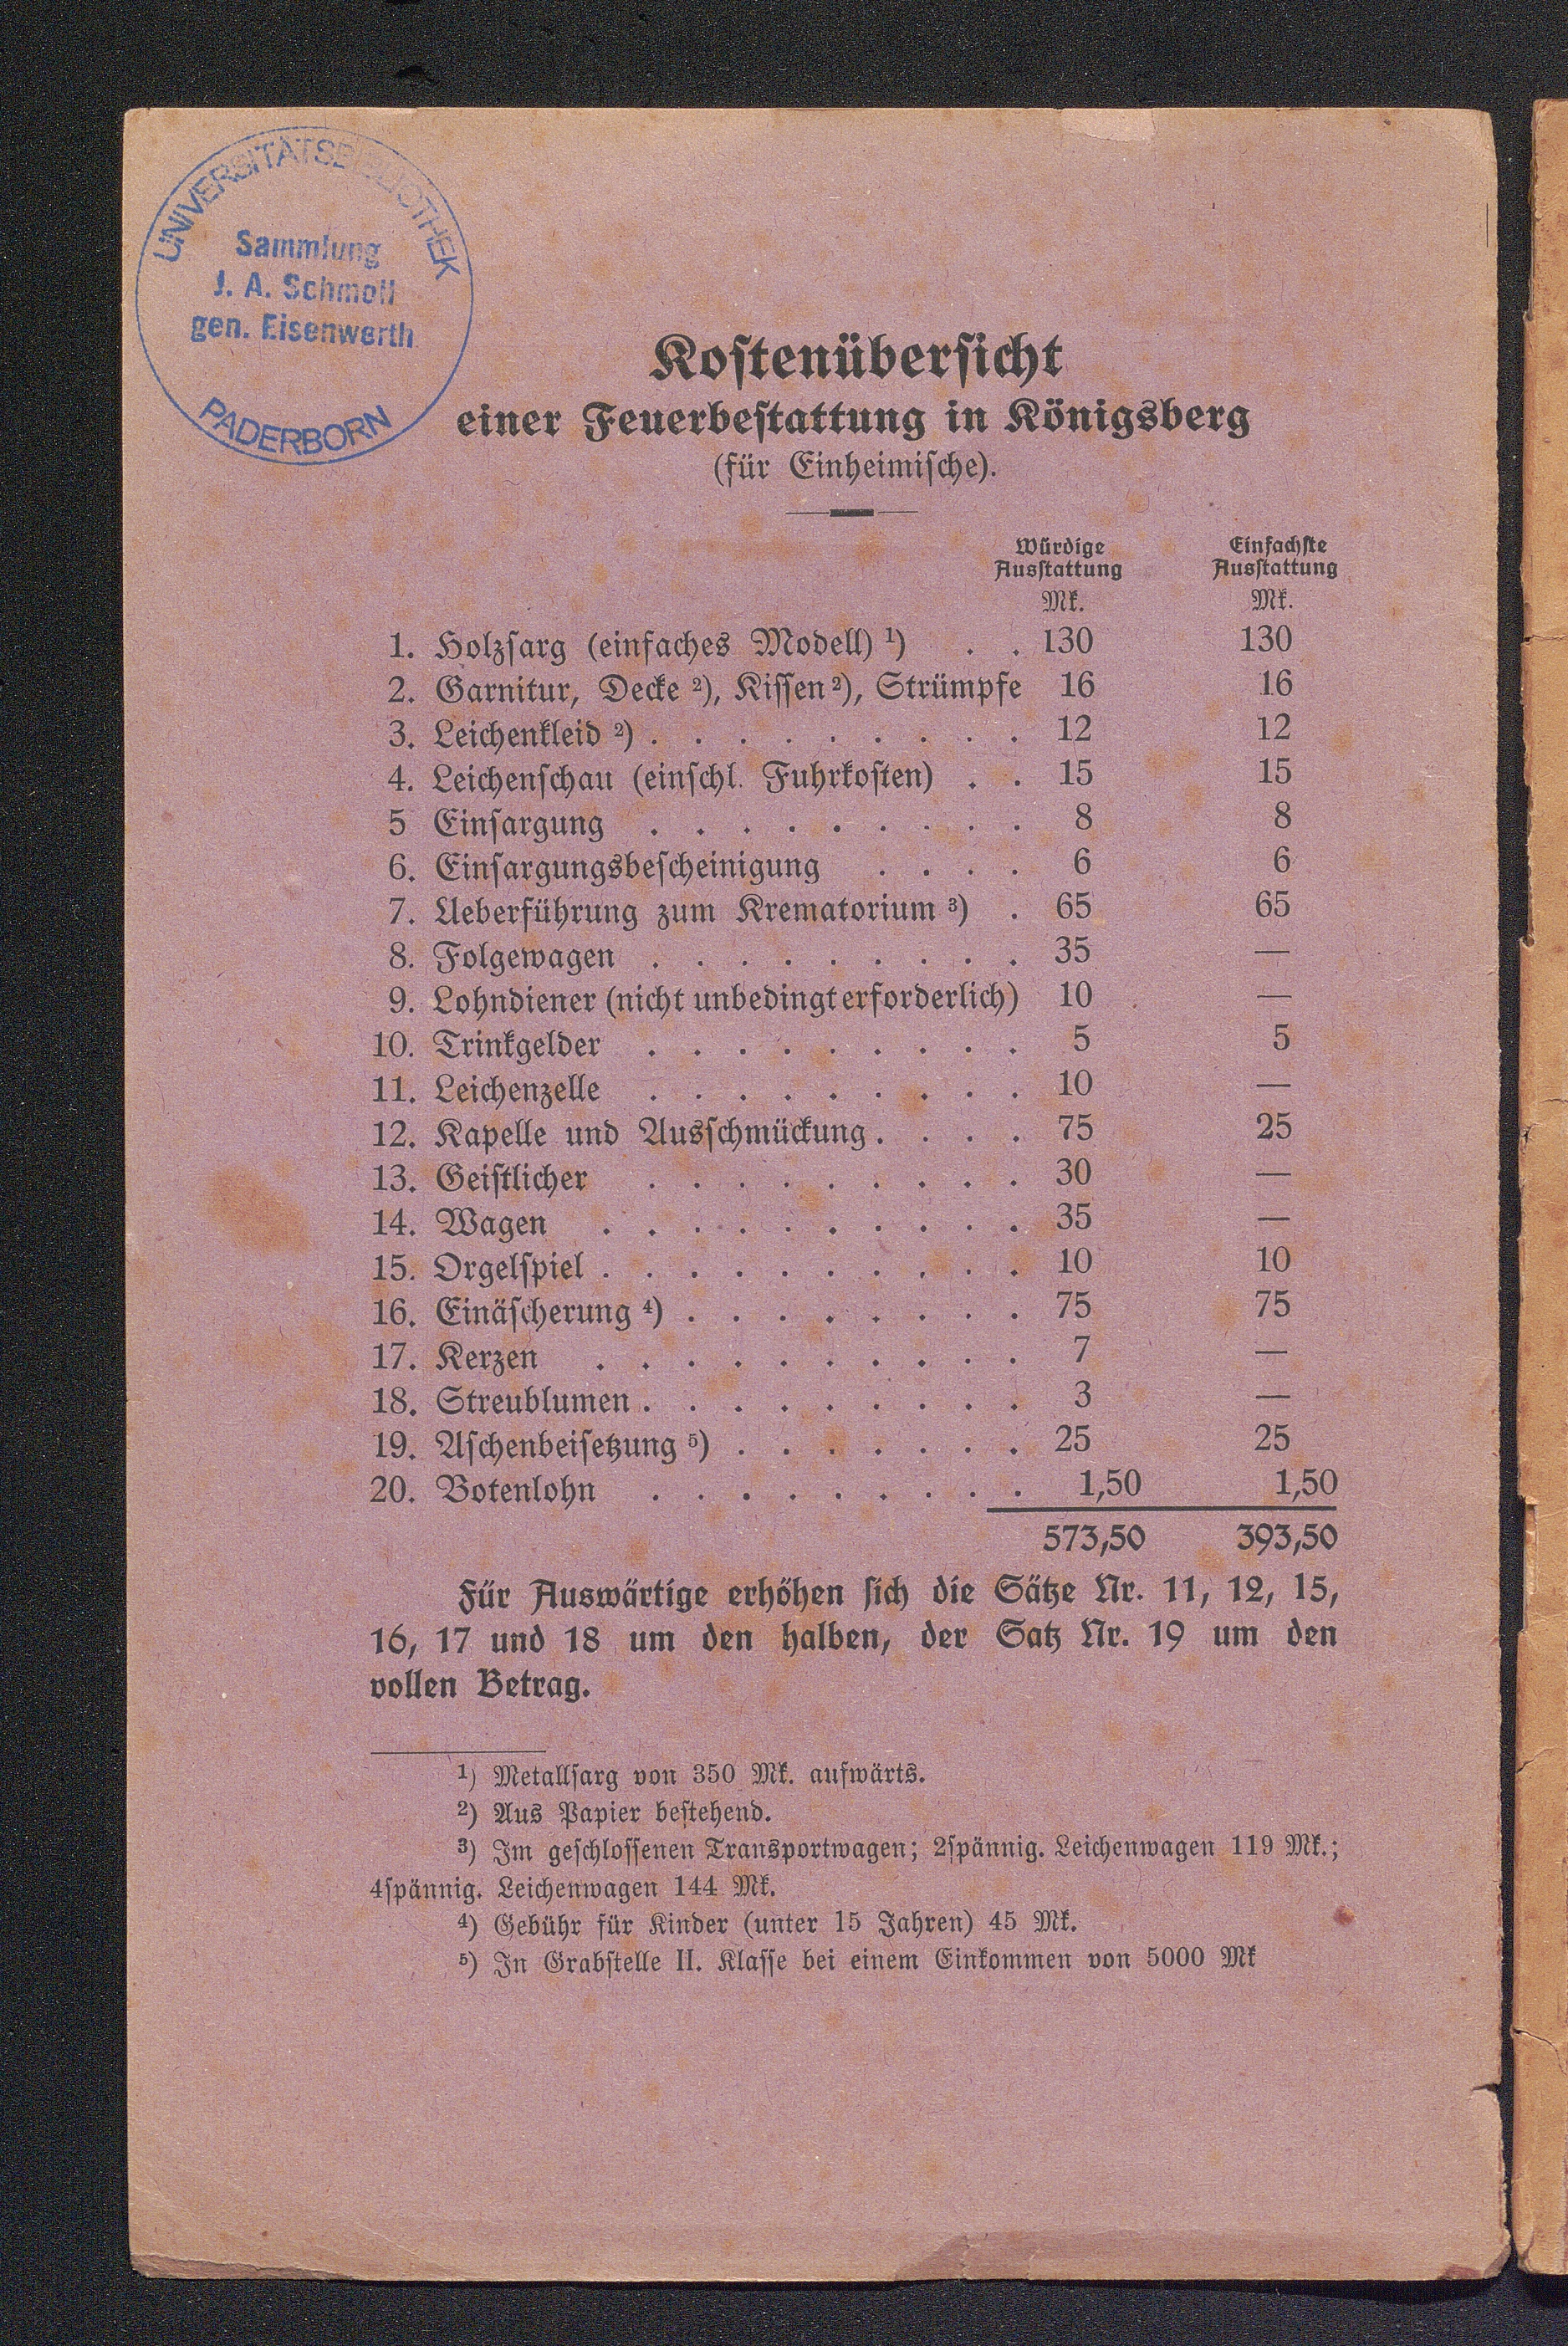 UNIVERSITÄTSBIBLIOTHEK
Sammlung
J. A. Schmoll
gen. Eisenwerth
PADERBORN
Kostenübersicht
einer Feuerbestattung in Königsberg
(für Einheimische).
Würdige Ausstattung Mk. Einfachste Ausstattung Mk.
1. Holzsarg (einfaches Modell) ¹) . . 130 130
2. Garnitur, Decke ²), Kissen ²), Strümpfe 16 16
3. Leichenkleid ²) . . . . . . . . . 12 12
4. Leichenschau (einschl. Fuhrkosten) . . 15 15
5 Einsargung . . . . . . . . . 8 8
6. Einsargungsbescheinigung . . . . 6 6
7. Ueberführung zum Krematorium ³) . 65 65
8. Folgewagen . . . . . . . . . 35 —
9. Lohndiener (nicht unbedingt erforderlich) 10 —
10. Trinkgelder . . . . . . . . . 5 5
11. Leichenzelle . . . . . . . . . 10 —
12. Kapelle und Ausschmückung . . . . 75 25
13. Geistlicher . . . . . . . . . 30 —
14. Wagen . . . . . . . . . . 35 —
15. Orgelspiel . . . . . . . . . . 10 10
16. Einäscherung ⁴) . . . . . . . . 75 75
17. Kerzen . . . . . . . . . . 7 —
18. Streublumen . . . . . . . . . 3 —
19. Aschenbeisetzung ⁵) . . . . . . . 25 25
20. Botenlohn . . . . . . . . . 1,50 1,50
573,50 393,50
Für Auswärtige erhöhen sich die Sätze Nr. 11, 12, 15,
16, 17 und 18 um den halben, der Satz Nr. 19 um den
vollen Betrag.
¹) Metallsarg von 350 Mk. aufwärts.
²) Aus Papier bestehend.
³) Im geschlossenen Transportwagen; 2spännig. Leichenwagen 119 Mk.;
4spännig. Leichenwagen 144 Mk.
⁴) Gebühr für Kinder (unter 15 Jahren) 45 Mk.
⁵) In Grabstelle II. Klasse bei einem Einkommen von 5000 Mk